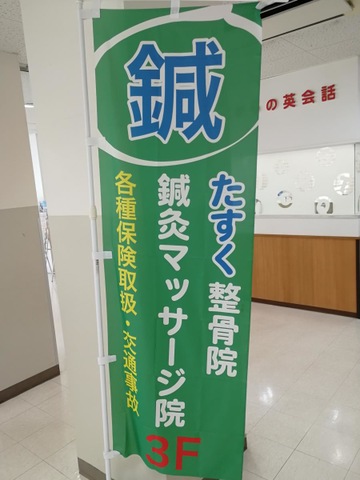 鍼
たすく整骨院
鍼灸マッサージ院
各種保険取扱・交通事故
3F
の英会話